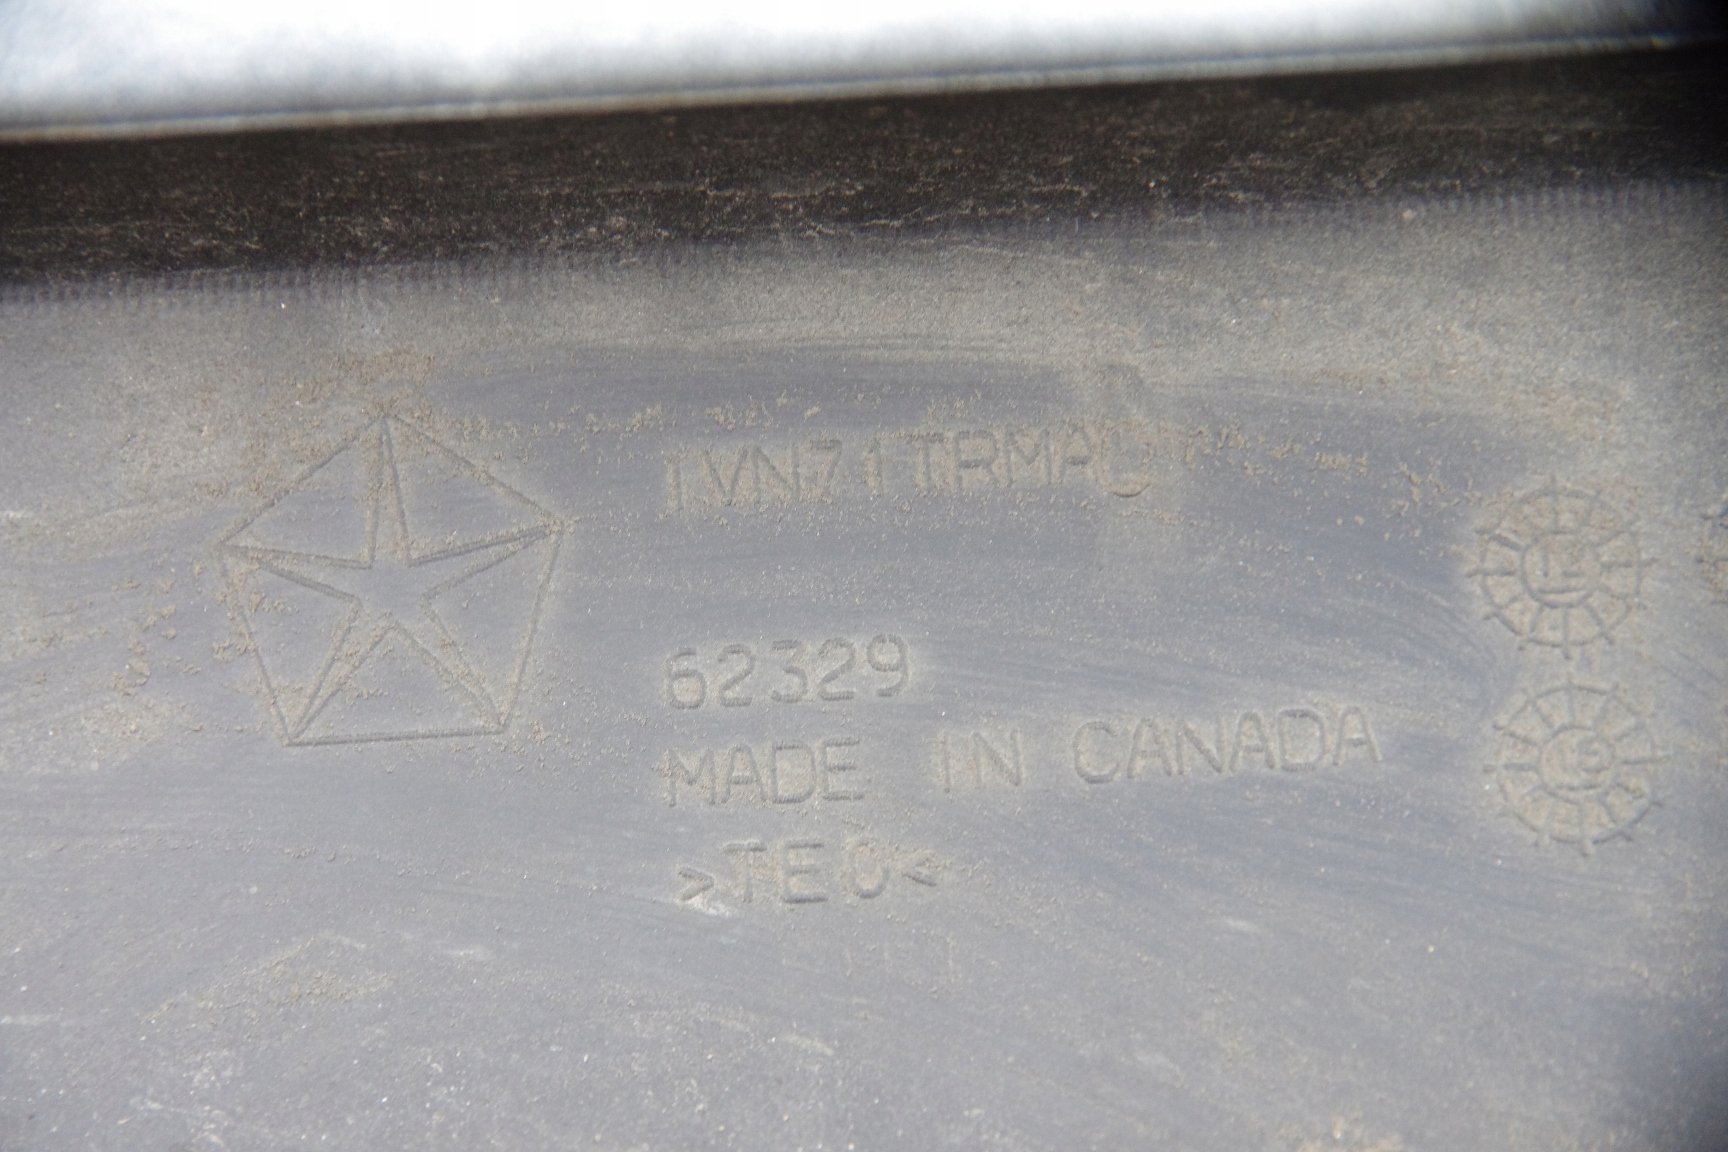 1VN71TRMAC
62329
MADE IN CANADA
>TEO<